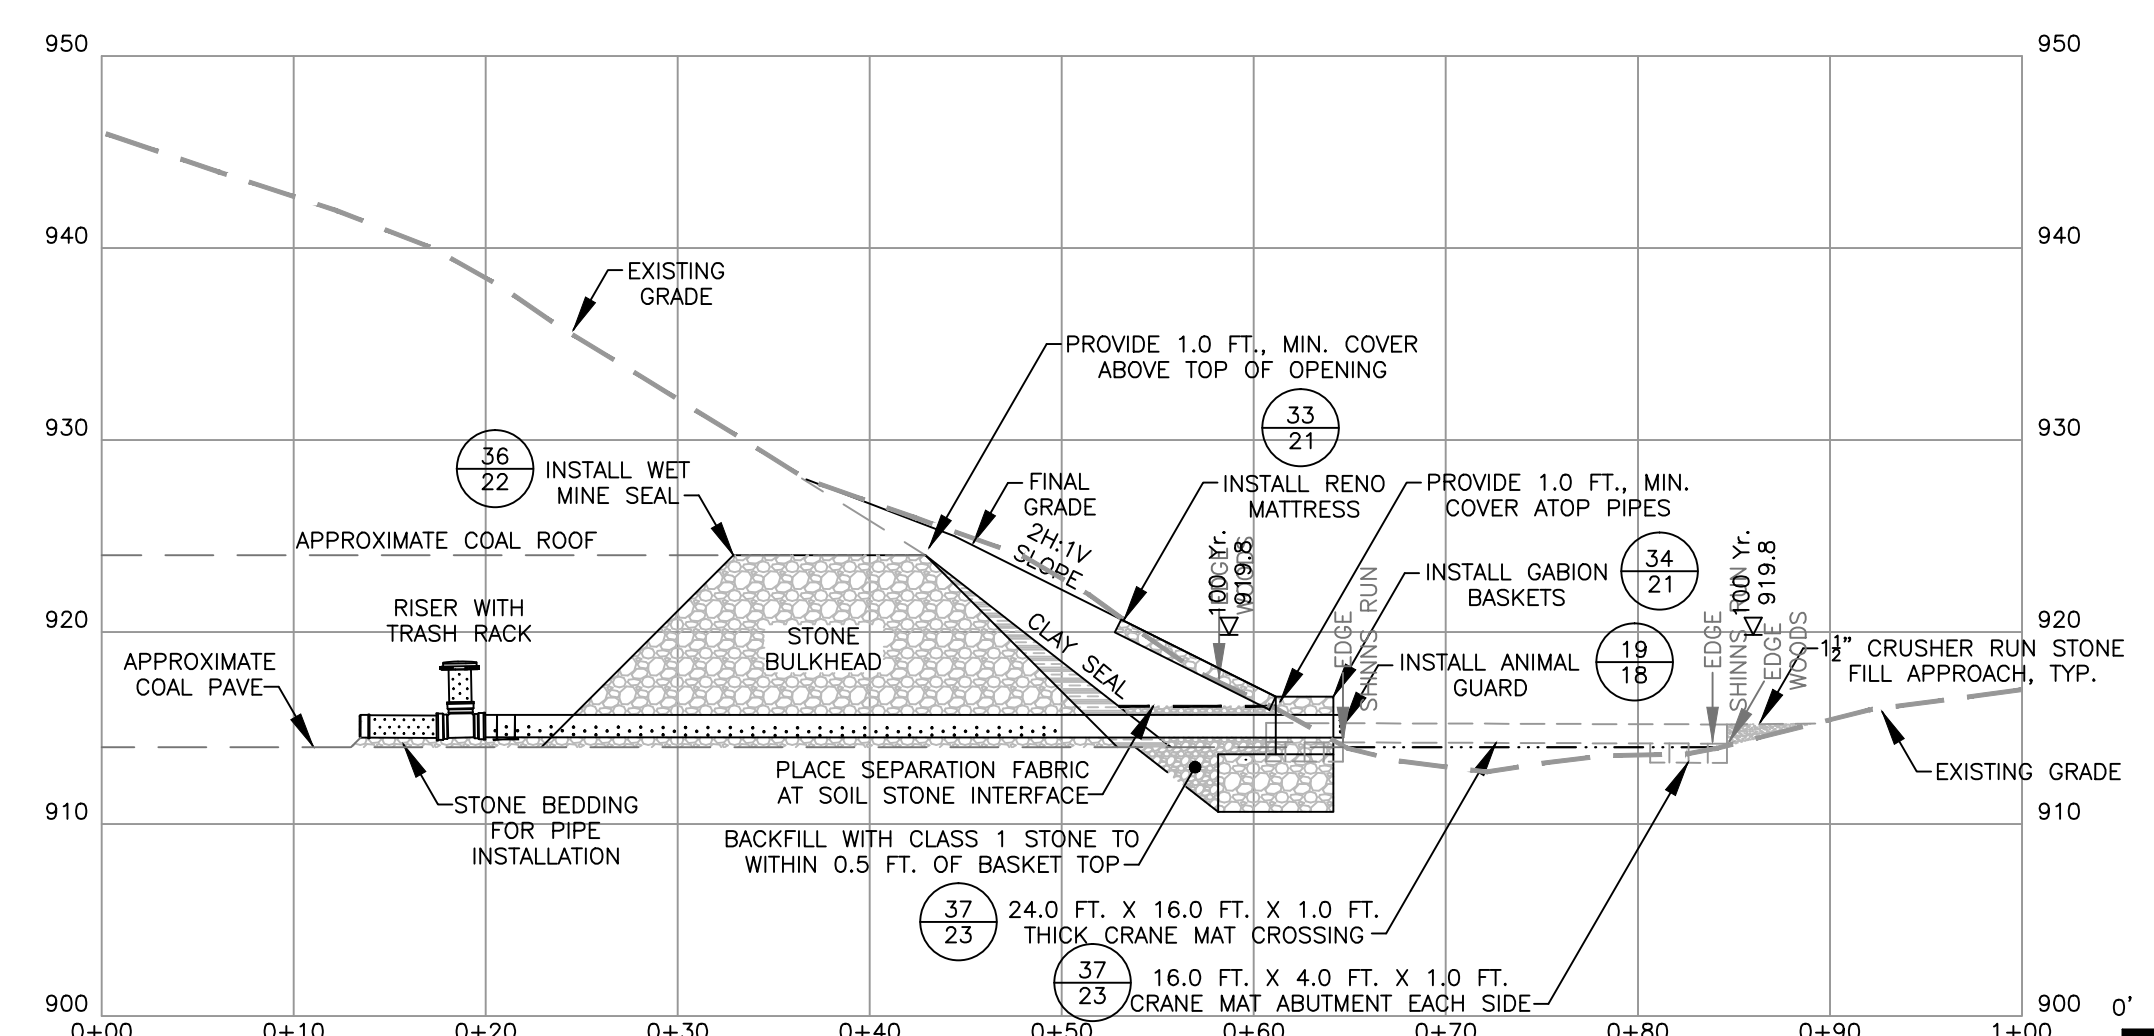 950
950
940
940
EXISTING
GRADE
PROVIDE 1.0 FT., MIN. COVER
ABOVE TOP OF OPENING
33
21
930
930
36
22
INSTALL WET
MINE SEAL
FINAL
GRADE
2H:1V
SLOPE
INSTALL RENO
MATTRESS
PROVIDE 1.0 FT., MIN.
COVER ATOP PIPES
APPROXIMATE COAL ROOF
100 Yr.
919.8
EDGE
WOODS
INSTALL GABION
BASKETS
34
21
100 Yr.
919.8
RISER WITH
TRASH RACK
920
920
STONE
BULKHEAD
CLAY SEAL
EDGE
SHINNS RUN
INSTALL ANIMAL
GUARD
19
18
EDGE
SHINNS RUN
EDGE
WOODS
1½" CRUSHER RUN STONE
FILL APPROACH, TYP.
APPROXIMATE
COAL PAVE
PLACE SEPARATION FABRIC
AT SOIL STONE INTERFACE
EXISTING GRADE
STONE BEDDING
FOR PIPE
INSTALLATION
910
910
BACKFILL WITH CLASS 1 STONE TO
WITHIN 0.5 FT. OF BASKET TOP
37
23
24.0 FT. X 16.0 FT. X 1.0 FT.
THICK CRANE MAT CROSSING
37
23
16.0 FT. X 4.0 FT. X 1.0 FT.
CRANE MAT ABUTMENT EACH SIDE
900
900
0'
0+00
0+10
0+20
0+30
0+40
0+50
0+60
0+70
0+80
0+90
1+00